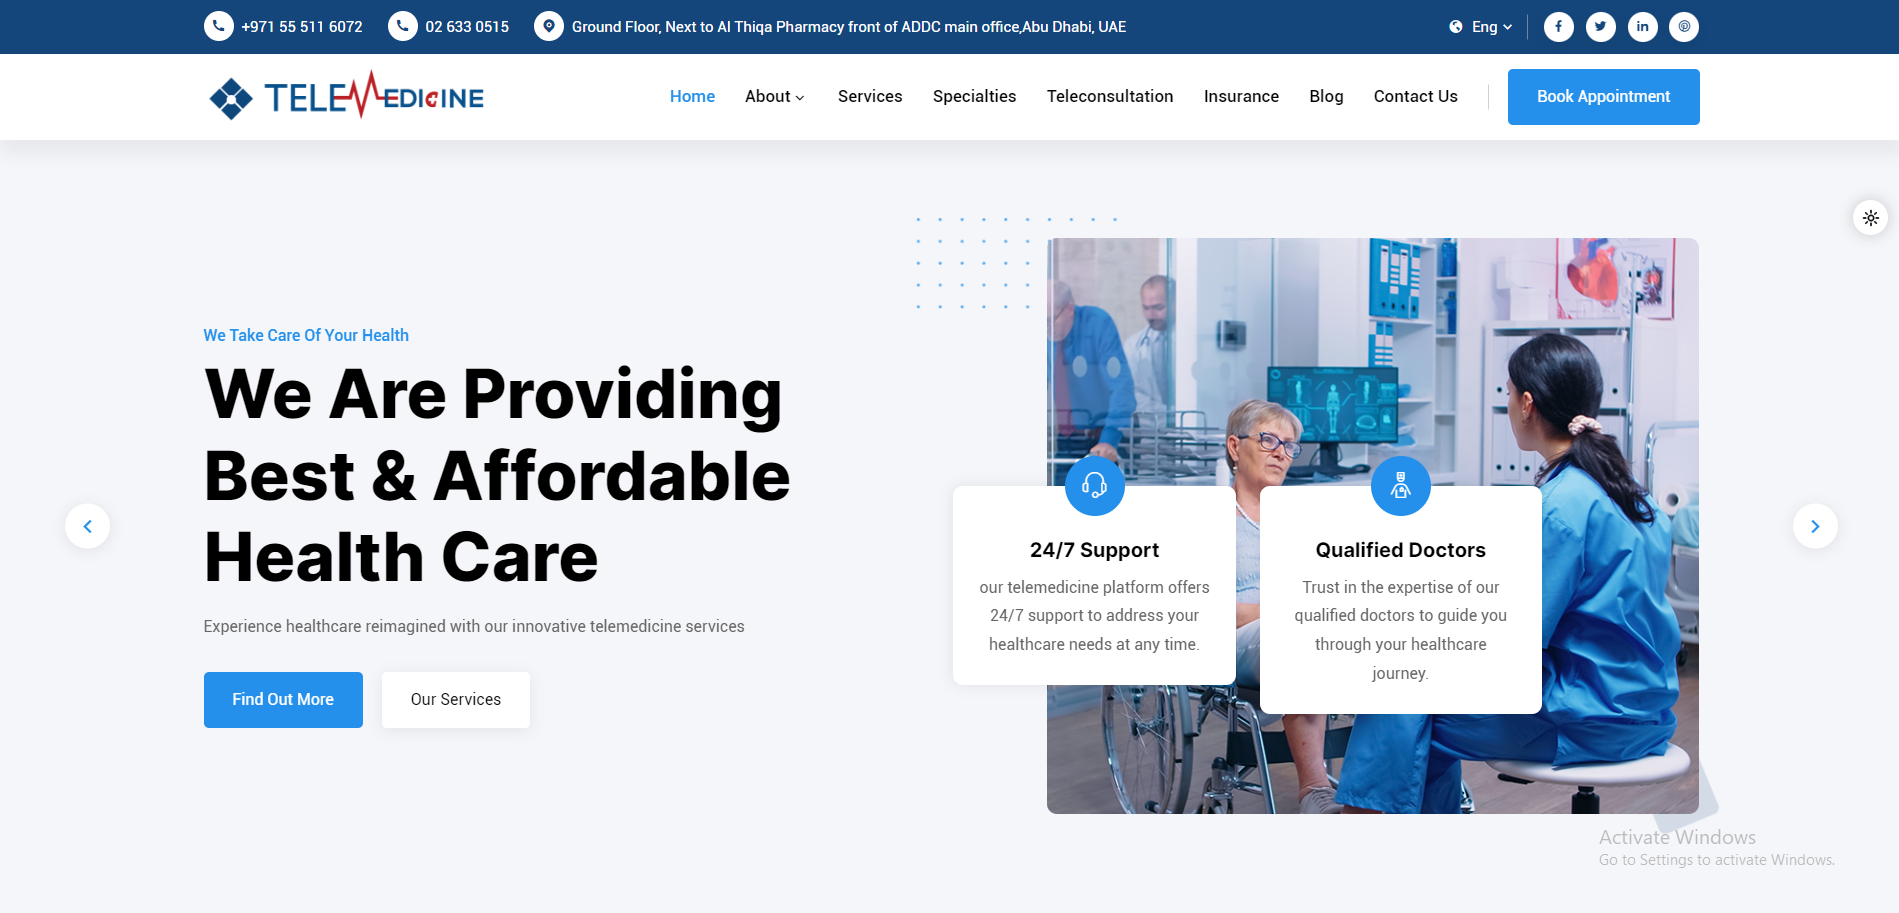 +971 55 511 6072
02 633 0515
Ground Floor, Next to Al Thiqa Pharmacy front of ADDC main office,Abu Dhabi, UAE
Eng
TELEMEDICINE
Home
About
Services
Specialties
Teleconsultation
Insurance
Blog
Contact Us
Book Appointment
We Take Care Of Your Health
We Are Providing
Best & Affordable
Health Care
Experience healthcare reimagined with our innovative telemedicine services
Find Out More
Our Services
24/7 Support
our telemedicine platform offers
24/7 support to address your
healthcare needs at any time.
Qualified Doctors
Trust in the expertise of our
qualified doctors to guide you
through your healthcare
journey.
Activate Windows
Go to Settings to activate Windows.